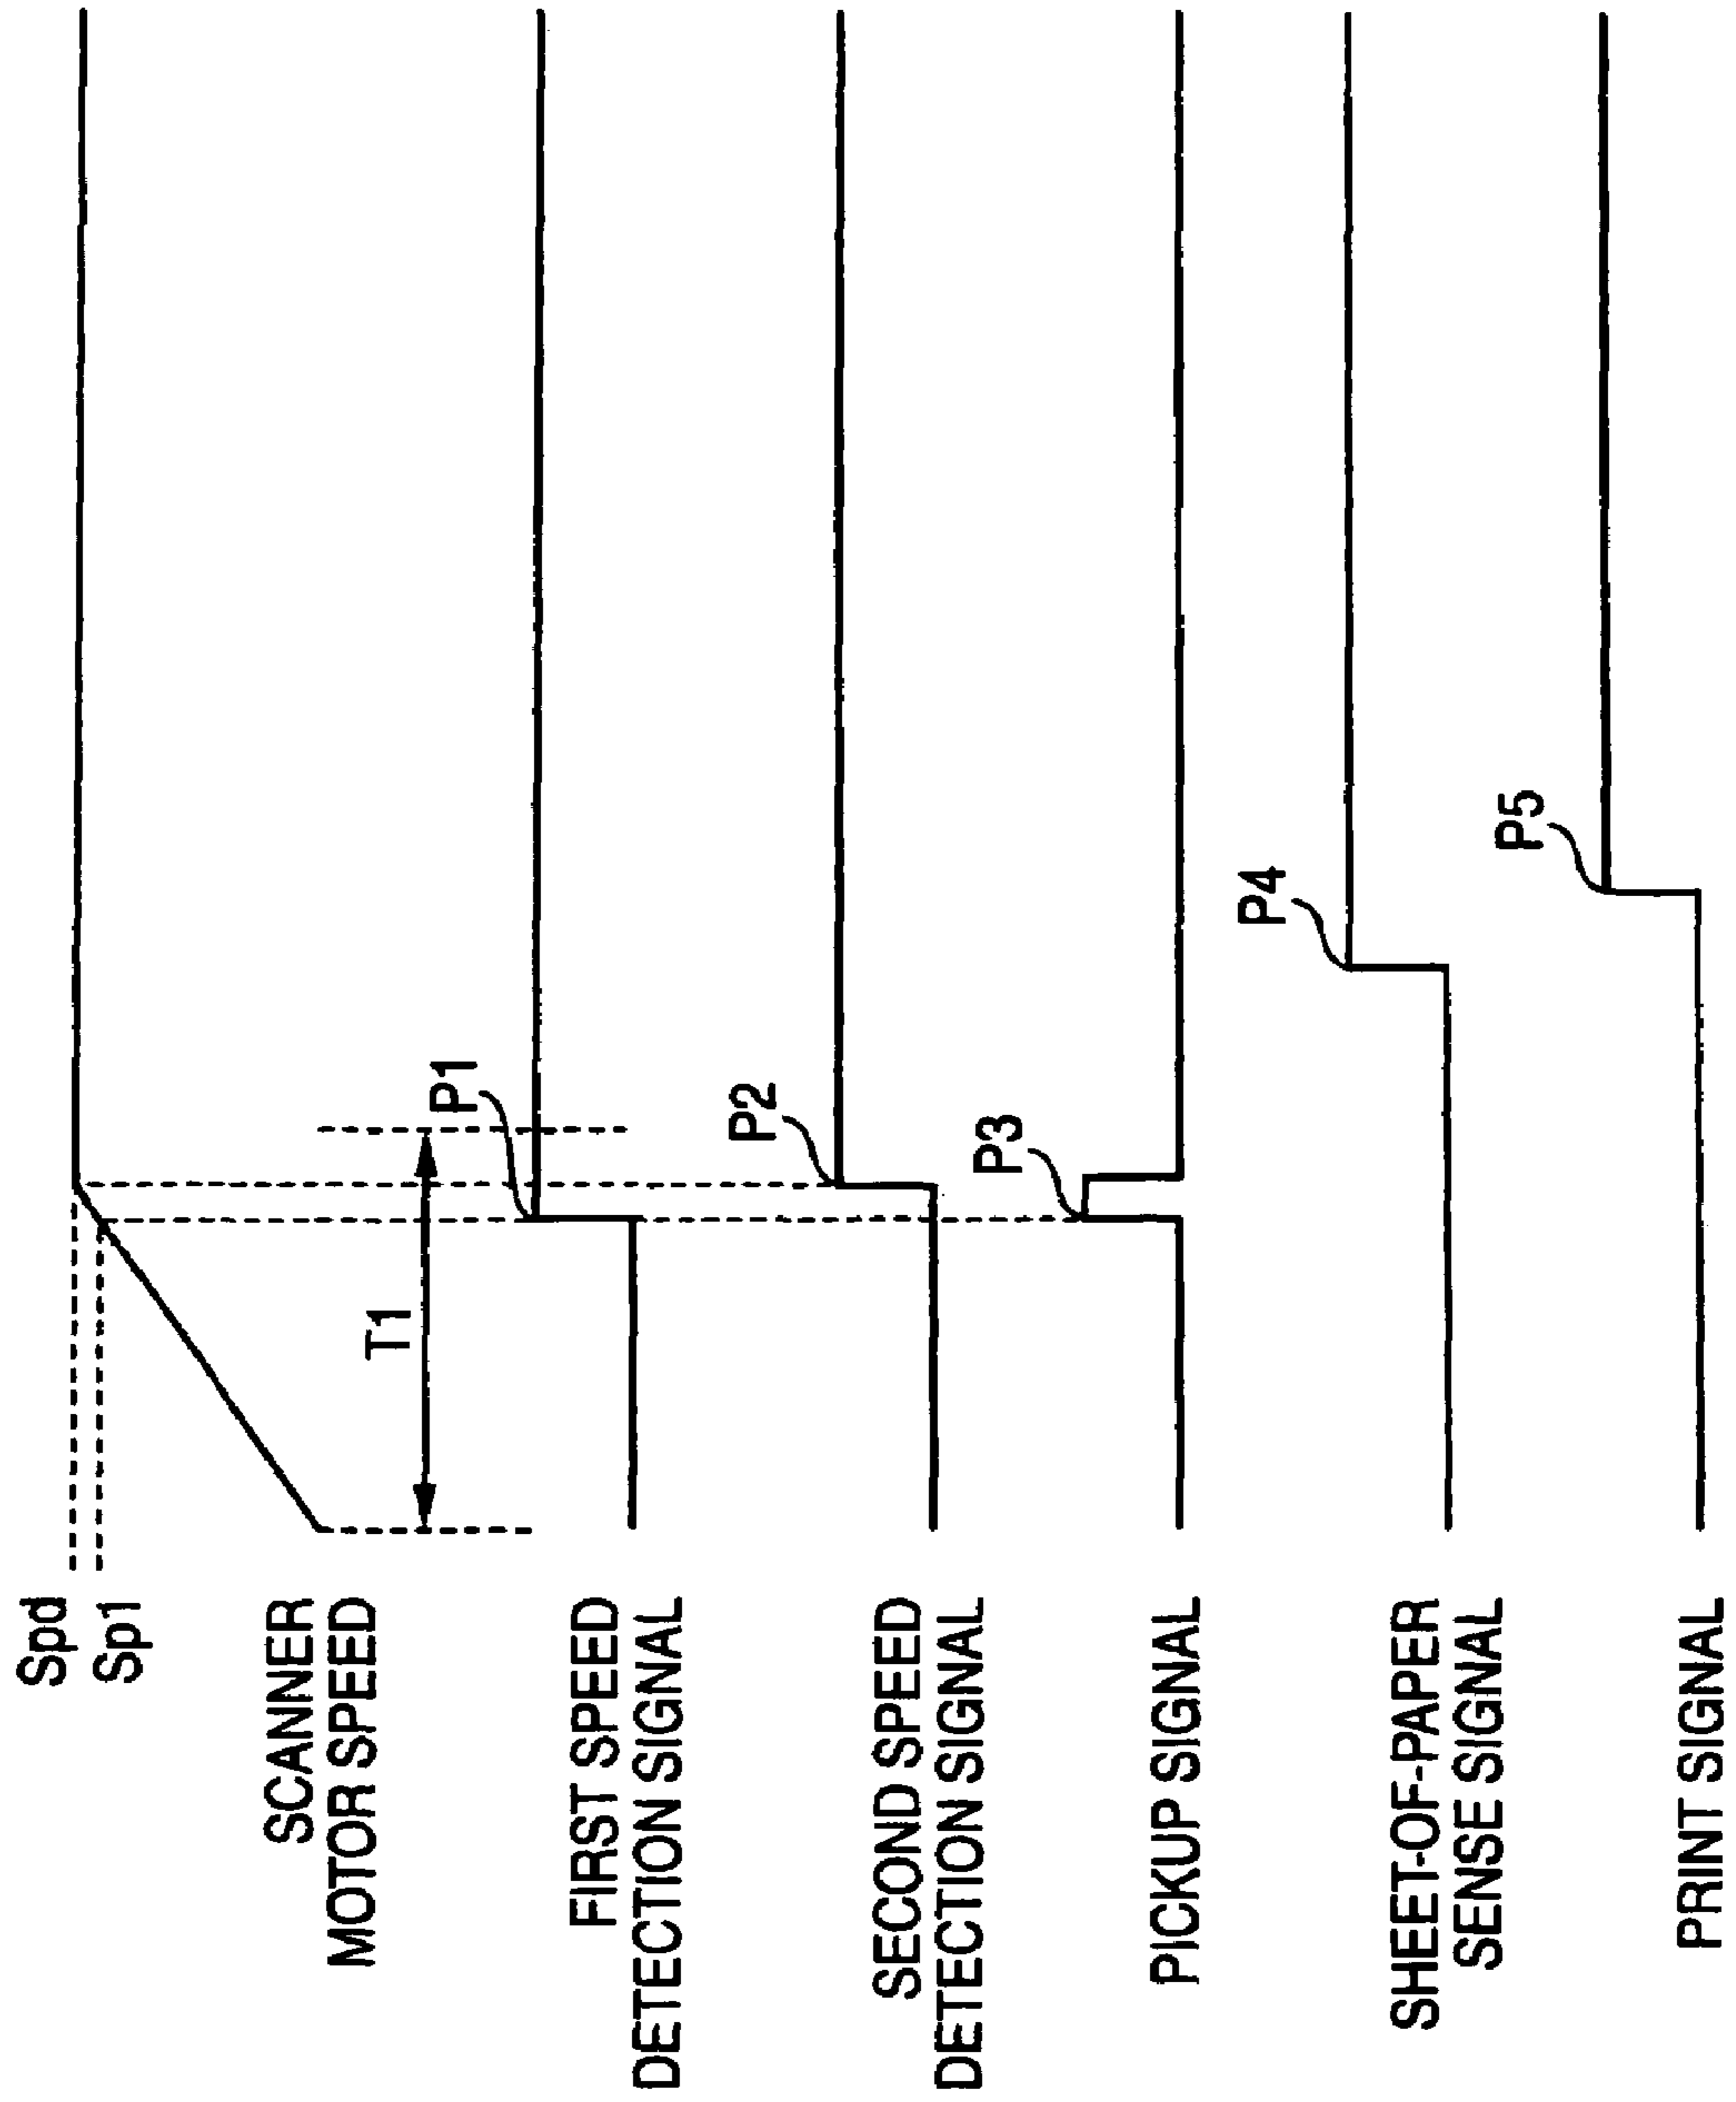 Spd
Sp1
SCANNER
MOTOR SPEED
T1
P1
FIRST SPEED
DETECTION SIGNAL
P2
SECOND SPEED
DETECTION SIGNAL
P3
PICKUP SIGNAL
P4
SHEET-OF-PAPER
SENSE SIGNAL
P5
PRINT SIGNAL